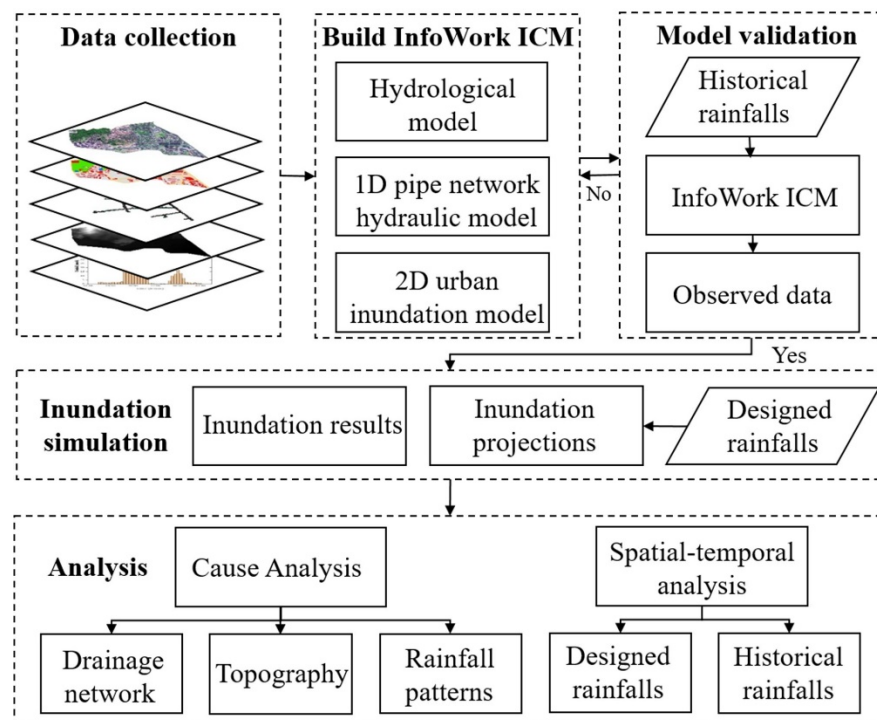 Data collection
Build InfoWork ICM
Hydrological
model
1D pipe network
hydraulic model
2D urban
inundation model
Model validation
Historical
rainfalls
InfoWork ICM
Observed data
No
Yes
Inundation
simulation
Inundation results
Inundation
projections
Designed
rainfalls
Analysis
Cause Analysis
Drainage
network
Topography
Rainfall
patterns
Spatial-temporal
analysis
Designed
rainfalls
Historical
rainfalls